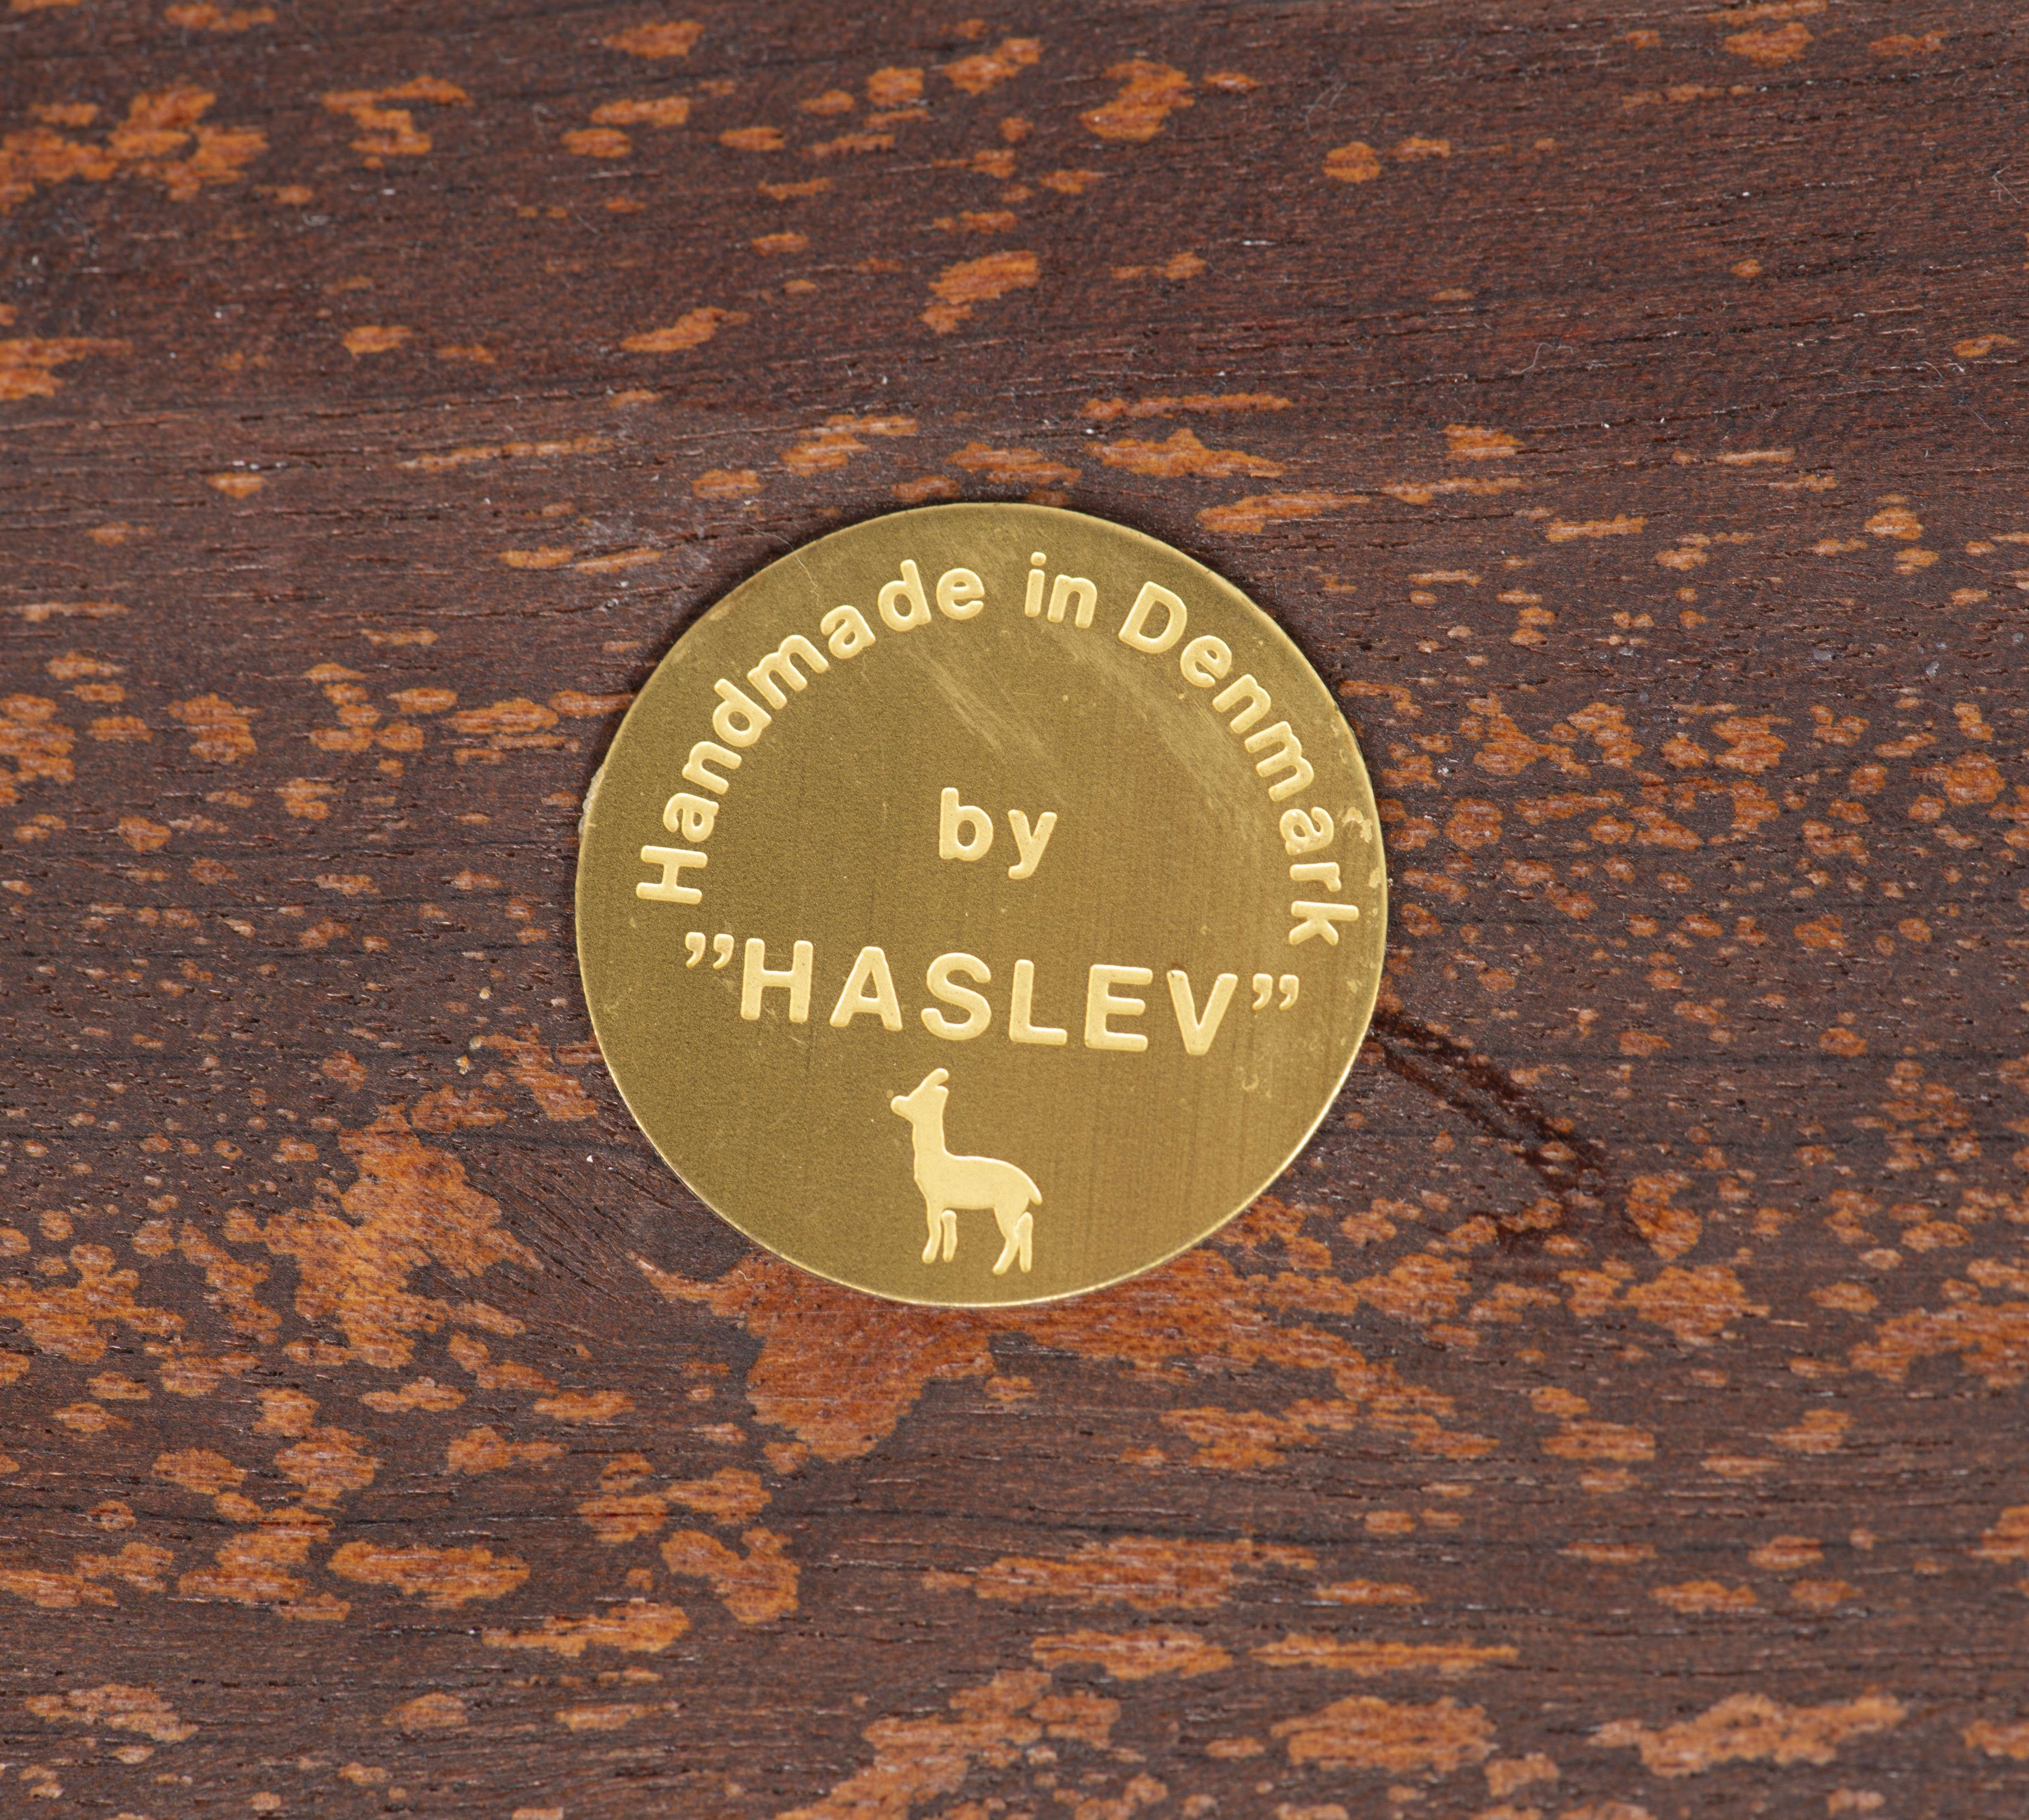 Handmade in Denmark
by
”HASLEV”